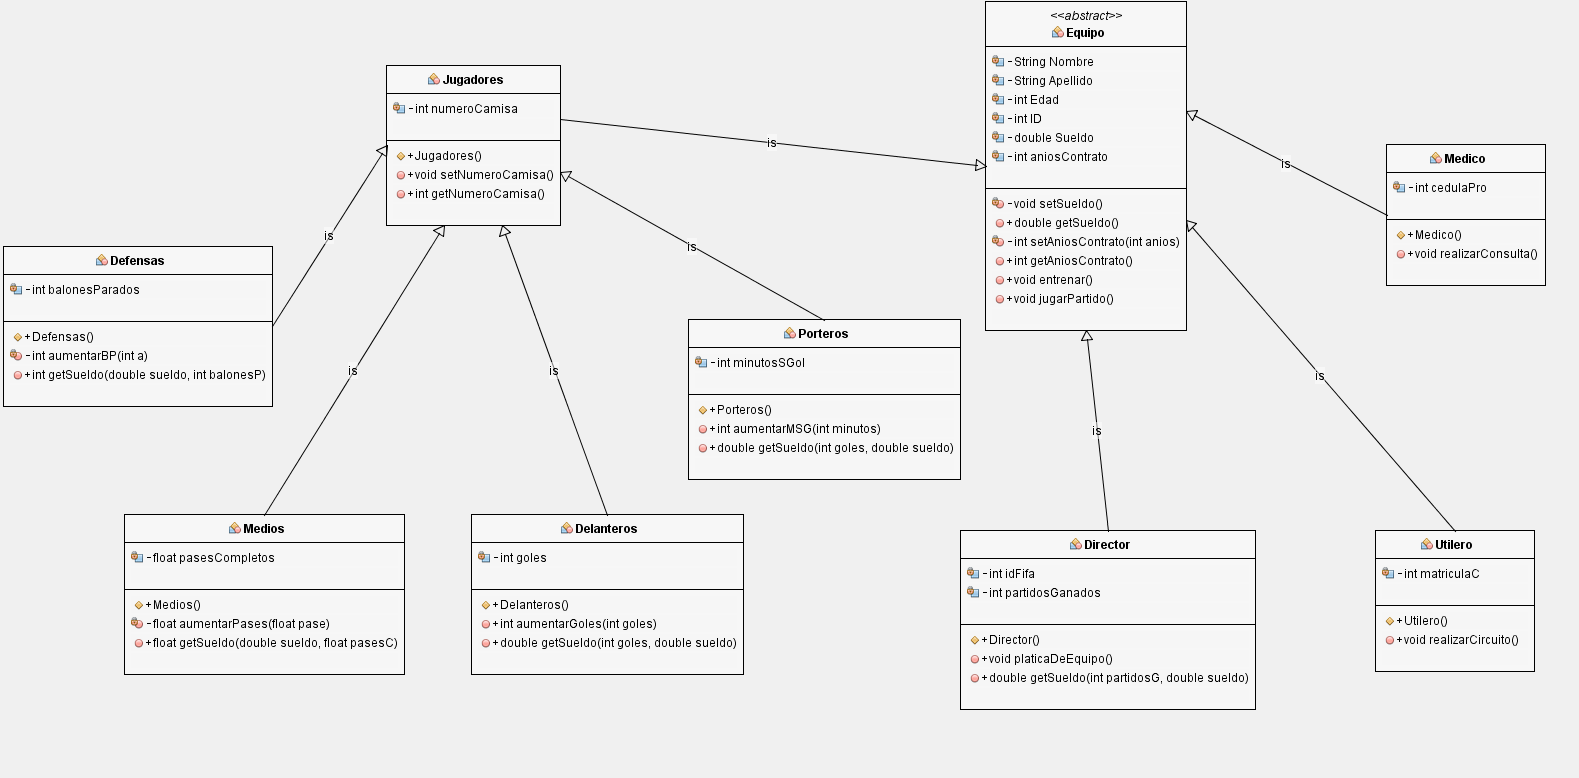 <<abstract>>
Equipo
-String Nombre
-String Apellido
-int Edad
-int ID
-double Sueldo
-int aniosContrato
-void setSueldo()
+double getSueldo()
-int setAniosContrato(int anios)
+int getAniosContrato()
+void entrenar()
+void jugarPartido()
Jugadores
-int numeroCamisa
+Jugadores()
+void setNumeroCamisa()
+int getNumeroCamisa()
is
is
Medico
-int cedulaPro
+Medico()
+void realizarConsulta()
is
is
Defensas
-int balonesParados
+Defensas()
-int aumentarBP(int a)
+int getSueldo(double sueldo, int balonesP)
Porteros
-int minutosSGol
+Porteros()
+int aumentarMSG(int minutos)
+double getSueldo(int goles, double sueldo)
is
is
is
is
Medios
-float pasesCompletos
+Medios()
-float aumentarPases(float pase)
+float getSueldo(double sueldo, float pasesC)
Delanteros
-int goles
+Delanteros()
+int aumentarGoles(int goles)
+double getSueldo(int goles, double sueldo)
Director
-int idFifa
-int partidosGanados
+Director()
+void platicaDeEquipo()
+double getSueldo(int partidosG, double sueldo)
Utilero
-int matriculaC
+Utilero()
+void realizarCircuito()